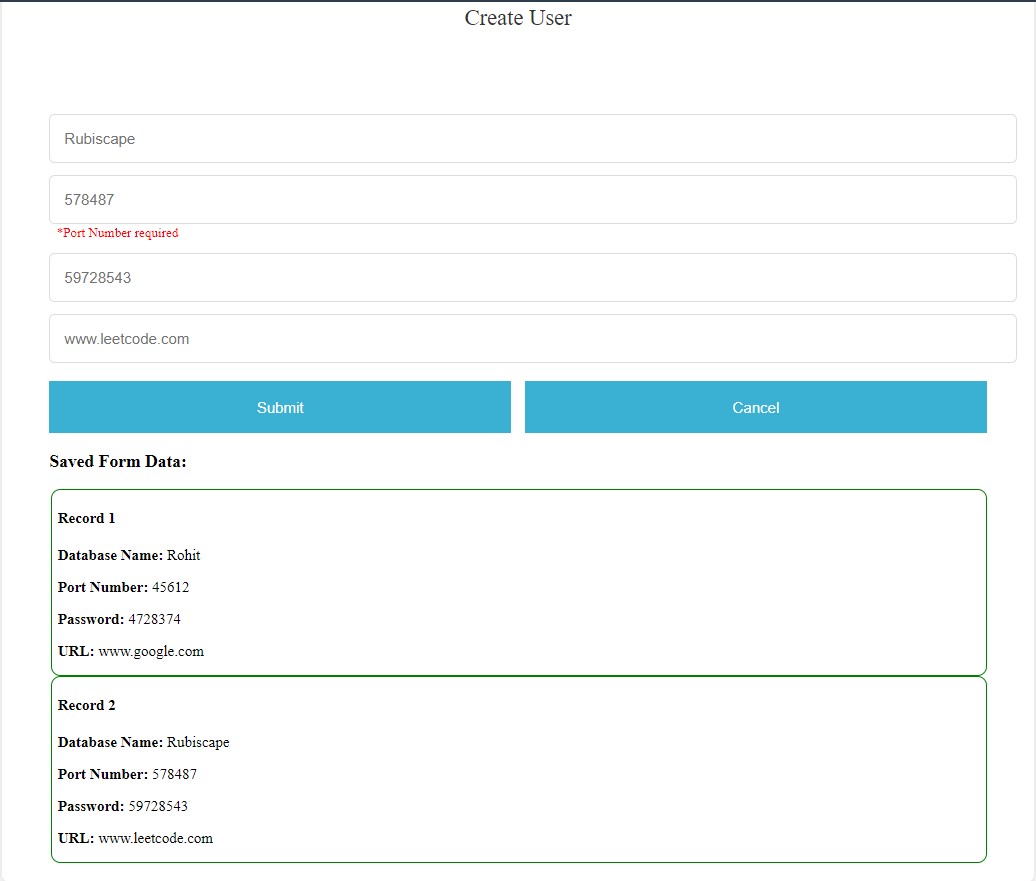 Create User
Rubiscape
578487
*Port Number required
59728543
www.leetcode.com
Submit Cancel
Saved Form Data:
Record 1
Database Name: Rohit
Port Number: 45612
Password: 4728374
URL: www.google.com
Record 2
Database Name: Rubiscape
Port Number: 578487
Password: 59728543
URL: www.leetcode.com